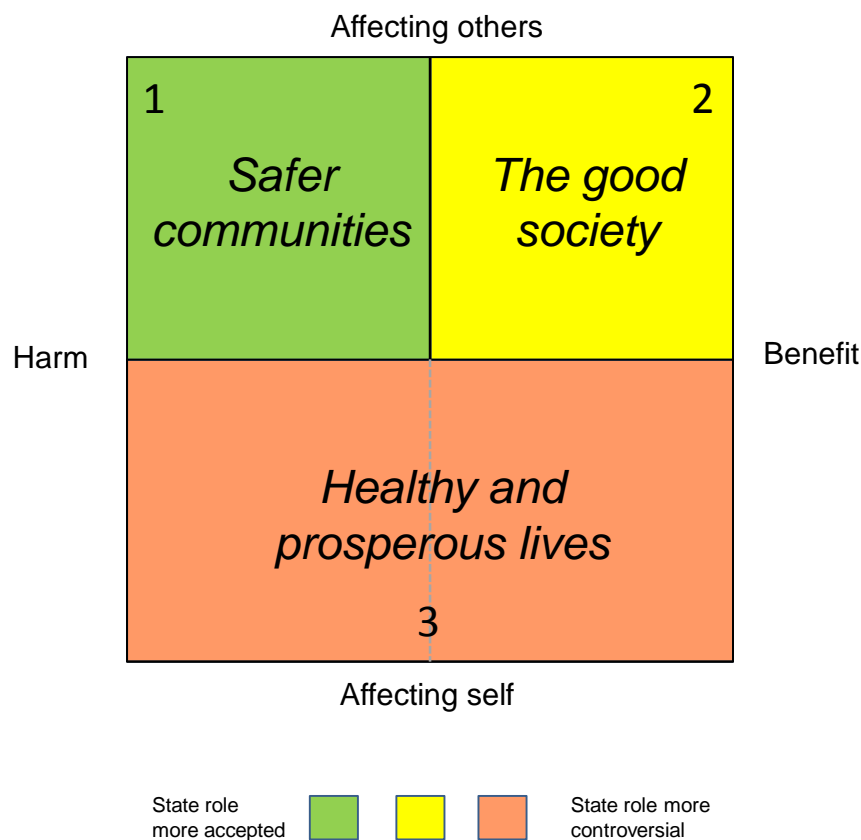 Affecting others
1
2
Safer
communities
The good
society
Harm
Benefit
Healthy and
prosperous lives
3
Affecting self
State role
more accepted
State role more
controversial